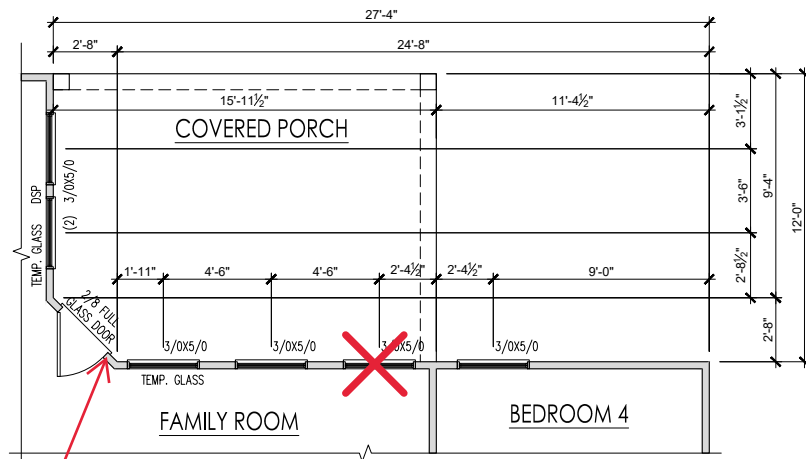 27'-4"
2'-8"
24'-8"
15'-11½"
11'-4½"
COVERED PORCH
3'-1½"
9'-4"
12'-0"
3'-6"
2'-8½"
2'-8"
TEMP. GLASS DSP
(2) 3/0X5/0
1'-11"
4'-6"
4'-6"
2'-4½"
2'-4½"
9'-0"
2/8 FULL
GLASS DOOR
3/0X5/0
3/0X5/0
3/0X5/0
3/0X5/0
TEMP. GLASS
FAMILY ROOM
BEDROOM 4